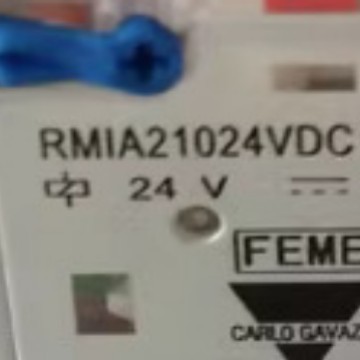 RMIA21024VDC
24 V
FEME
CARLO GAVAZ